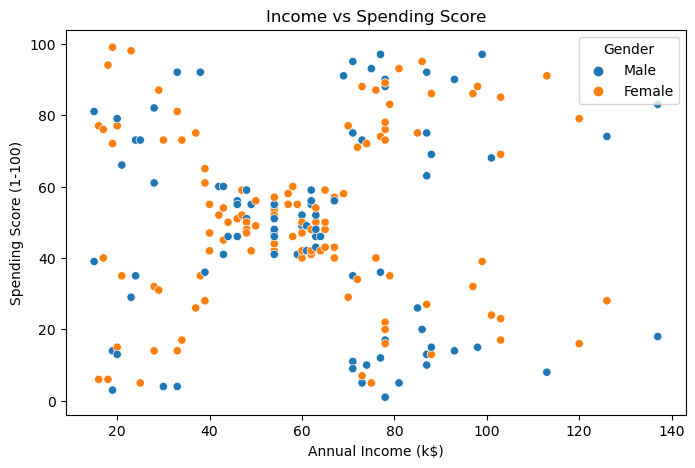 Income vs Spending Score
Gender
Male
Female
Spending Score (1-100)
100
80
60
40
20
0
20
40
60
80
100
120
140
Annual Income (k$)